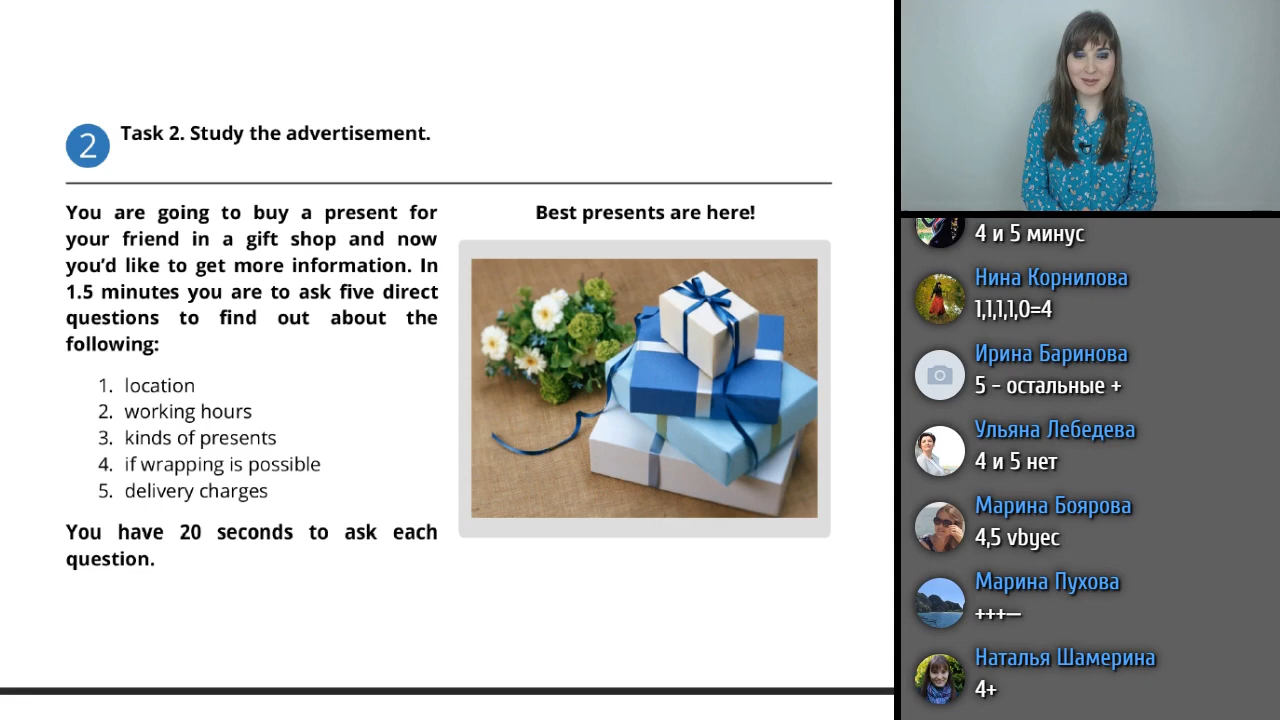 2
Task 2. Study the advertisement.
You are going to buy a present for
your friend in a gift shop and now
you'd like to get more information. In
1.5 minutes you are to ask five direct
questions to find out about the
following:
1. location
2. working hours
3. kinds of presents
4. if wrapping is possible
5. delivery charges
You have 20 seconds to ask each
question.
Best presents are here!
4 и 5 минус
Нина Корнилова
1,1,1,1,0=4
Ирина Баринова
5 - остальные +
Ульяна Лебедева
4 и 5 нет
Марина Боярова
4,5 vbyec
Марина Пухова
+++—
Наталья Шамерина
4+